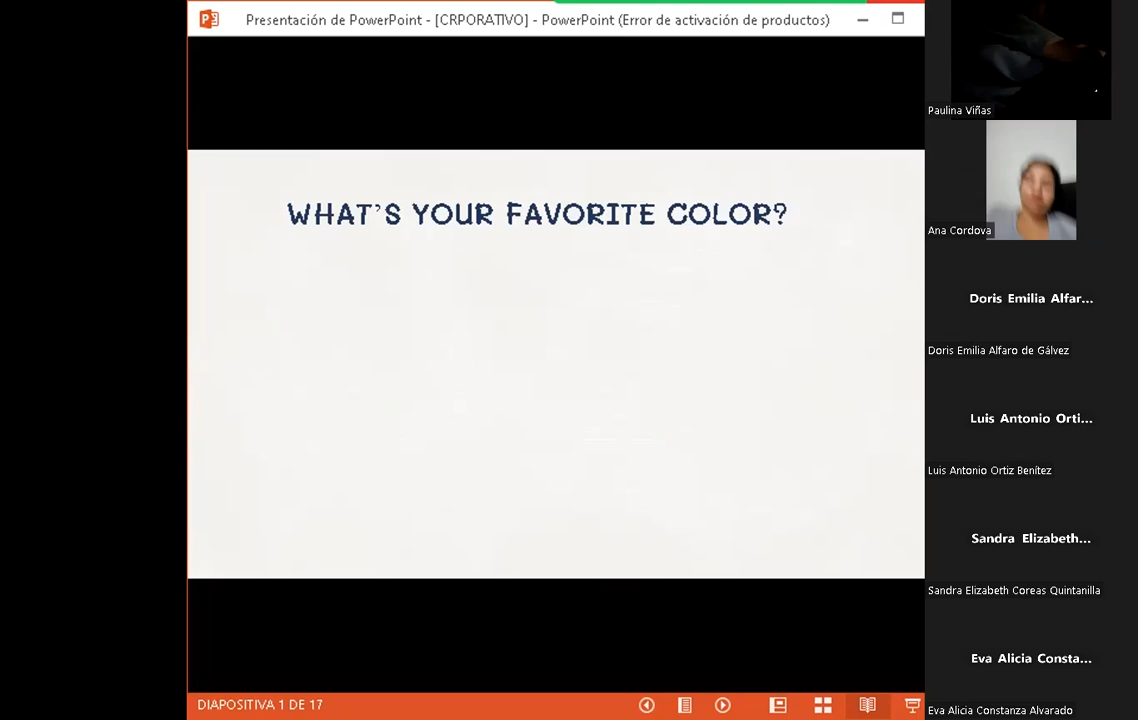 Presentación de PowerPoint - [CRPORATIVO] - PowerPoint (Error de activación de productos)
WHAT'S YOUR FAVORITE COLOR?
DIAPOSITIVA 1 DE 17
Paulina Viñas
Ana Cordova
Doris Emilia Alfar...
Doris Emilia Alfaro de Gálvez
Luis Antonio Orti...
Luis Antonio Ortiz Benítez
Sandra Elizabeth...
Sandra Elizabeth Coreas Quintanilla
Eva Alicia Consta...
Eva Alicia Constanza Alvarado